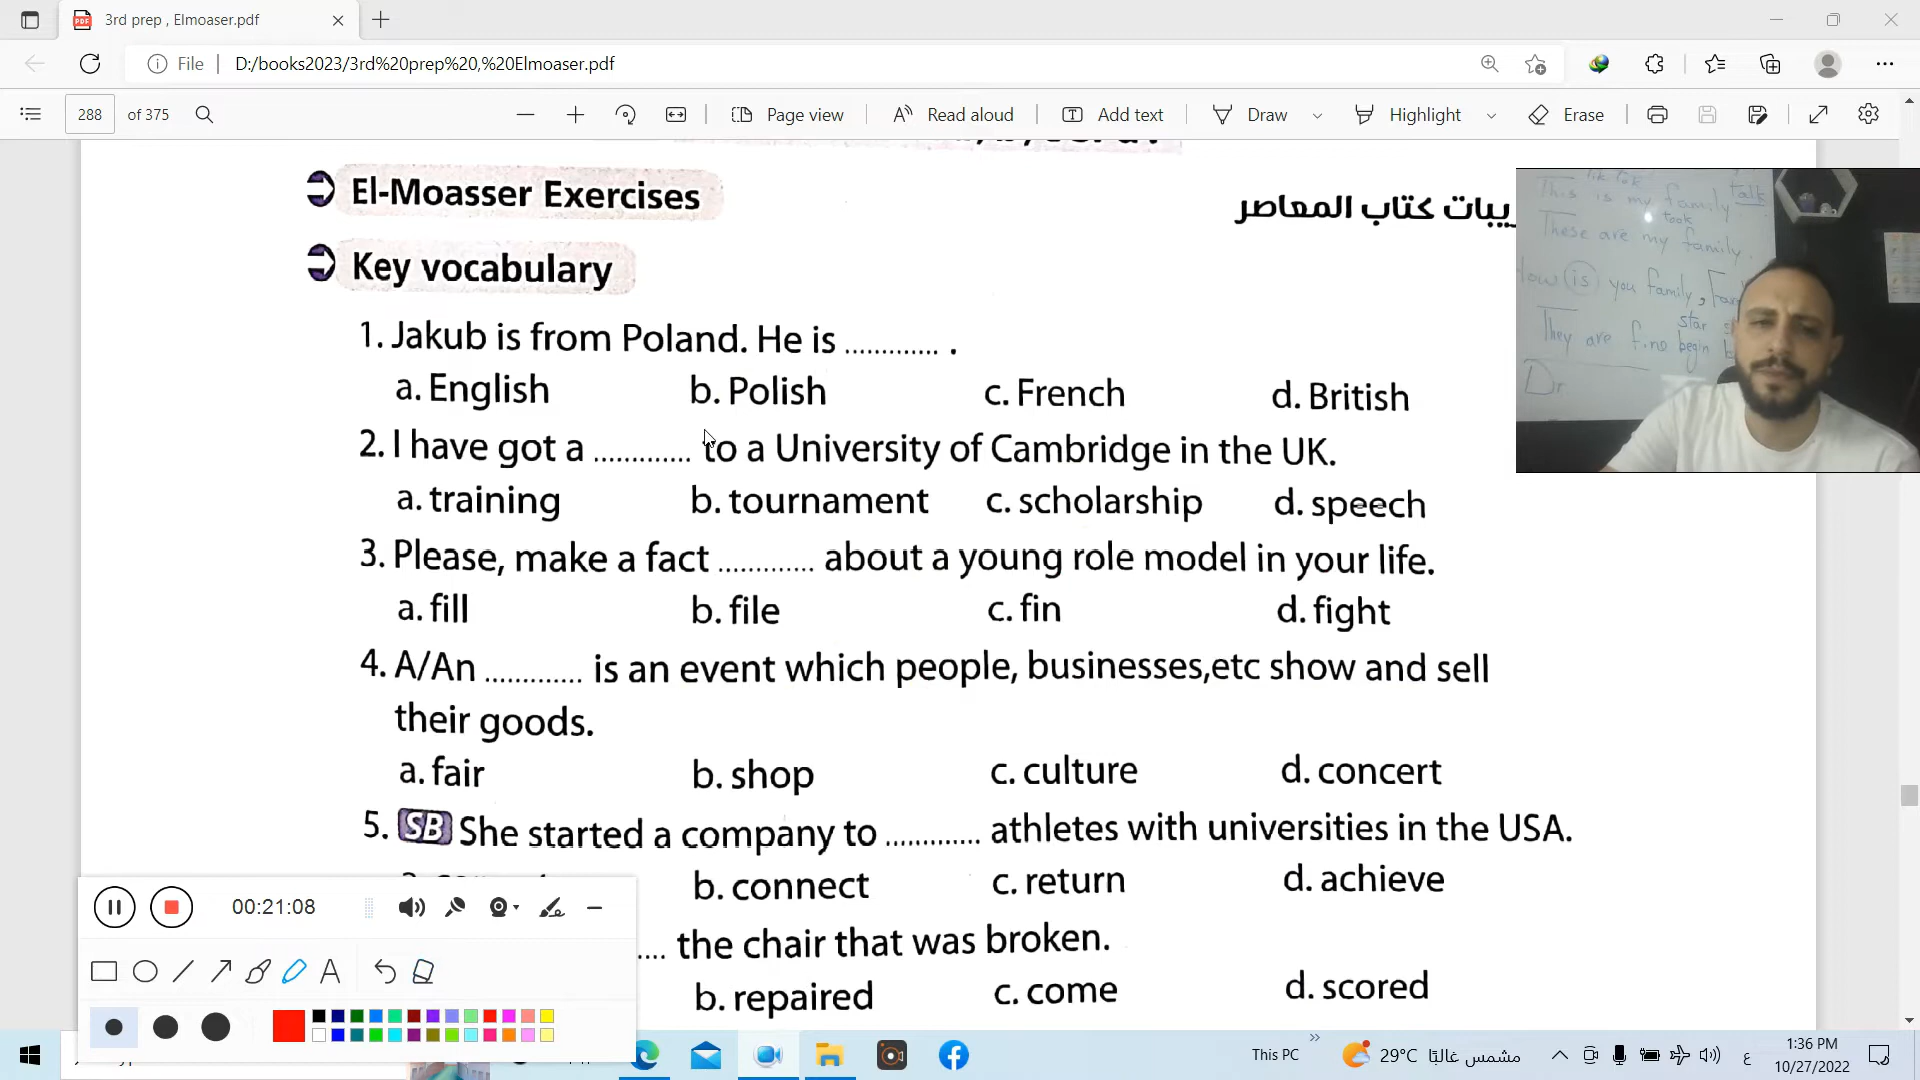 3rd prep , Elmoaser.pdf
File
D:/books2023/3rd%20prep%20,%20Elmoaser.pdf
288
of 375
Page view
Read aloud
Add text
Draw
Highlight
Erase
El-Moasser Exercises
كتاب المعاصر
Key vocabulary
1. Jakub is from Poland. He is ............. .
a. English b. Polish c. French d. British
2. I have got a ............. to a University of Cambridge in the UK.
a. training b. tournament c. scholarship d. speech
3. Please, make a fact ............. about a young role model in your life.
a. fill b. file c. fin d. fight
4. A/An ............. is an event which people, businesses,etc show and sell
their goods.
a. fair b. shop c. culture d. concert
5. SB She started a company to ............. athletes with universities in the USA.
b. connect c. return d. achieve
.... the chair that was broken.
b. repaired c. come d. scored
This is my family
talk
took
These are my family
is you family,
star
They are fine begin
Dr
00:21:08
A
This PC
29°C
مشمس غالبًا
ع
1:36 PM
10/27/2022